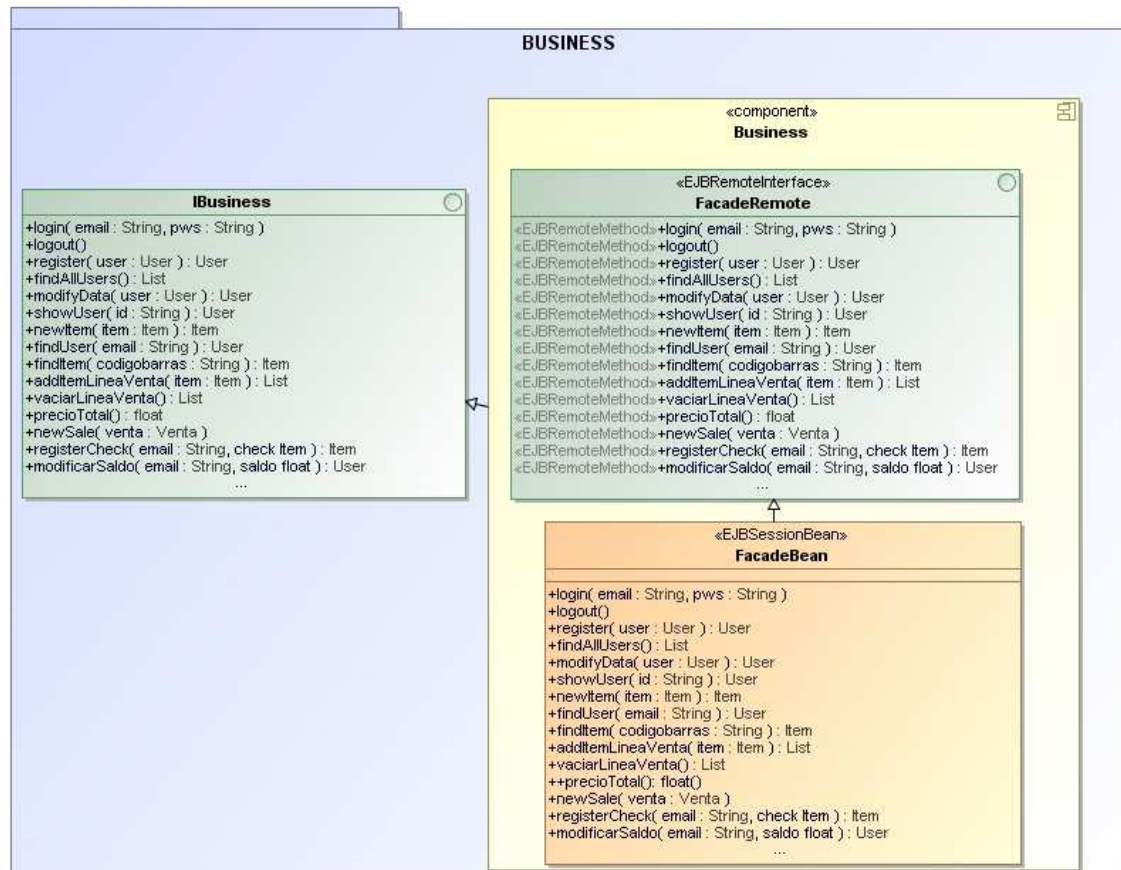 BUSINESS
«component»
Business
IBusiness
+login( email : String, pws : String )
+logout()
+register( user : User ) : User
+findAllUsers() : List
+modifyData( user : User ) : User
+showUser( id : String ) : User
+newItem( item : Item ) : Item
+findUser( email : String ) : User
+findItem( codigobarras : String ) : Item
+addItemLineaVenta( item : Item ) : List
+vaciarLineaVenta() : List
+precioTotal() : float
+newSale( venta : Venta )
+registerCheck( email : String, check Item ) : Item
+modificarSaldo( email : String, saldo float ) : User
...
«EJBRemoteInterface»
FacadeRemote
«EJBRemoteMethod»+login( email : String, pws : String )
«EJBRemoteMethod»+logout()
«EJBRemoteMethod»+register( user : User ) : User
«EJBRemoteMethod»+findAllUsers() : List
«EJBRemoteMethod»+modifyData( user : User ) : User
«EJBRemoteMethod»+showUser( id : String ) : User
«EJBRemoteMethod»+newItem( item : Item ) : Item
«EJBRemoteMethod»+findUser( email : String ) : User
«EJBRemoteMethod»+findItem( codigobarras : String ) : Item
«EJBRemoteMethod»+addItemLineaVenta( item : Item ) : List
«EJBRemoteMethod»+vaciarLineaVenta() : List
«EJBRemoteMethod»+precioTotal() : float
«EJBRemoteMethod»+newSale( venta : Venta )
«EJBRemoteMethod»+registerCheck( email : String, check Item ) : Item
«EJBRemoteMethod»+modificarSaldo( email : String, saldo float ) : User
...
«EJBSessionBean»
FacadeBean
+login( email : String, pws : String )
+logout()
+register( user : User ) : User
+findAllUsers() : List
+modifyData( user : User ) : User
+showUser( id : String ) : User
+newItem( item : Item ) : Item
+findUser( email : String ) : User
+findItem( codigobarras : String ) : Item
+addItemLineaVenta( item : Item ) : List
+vaciarLineaVenta() : List
++precioTotal(): float()
+newSale( venta : Venta )
+registerCheck( email : String, check Item ) : Item
+modificarSaldo( email : String, saldo float ) : User
...